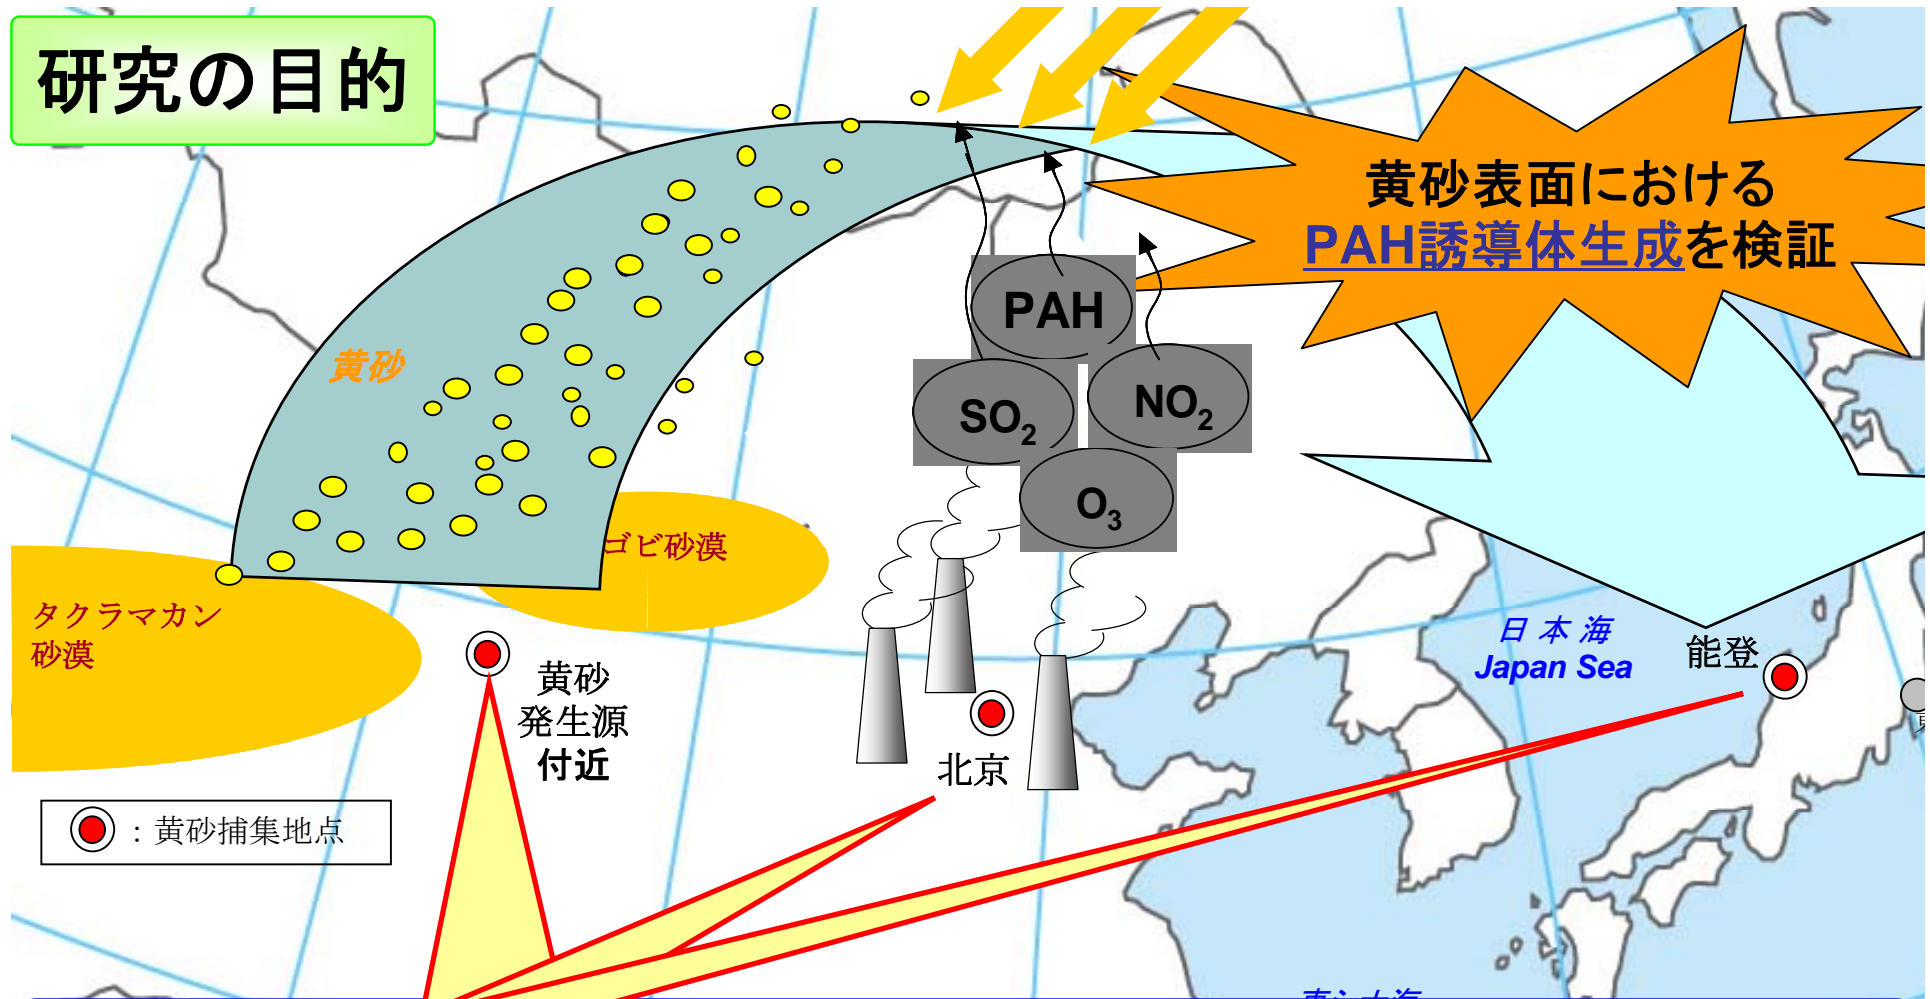 研究の目的
黄砂表面における
PAH誘導体生成を検証
黄砂
PAH
SO2
NO2
O3
ゴビ砂漠
タクラマカン
砂漠
黄砂
発生源
付近
北京
日本海
Japan Sea
能登
：黄砂捕集地点